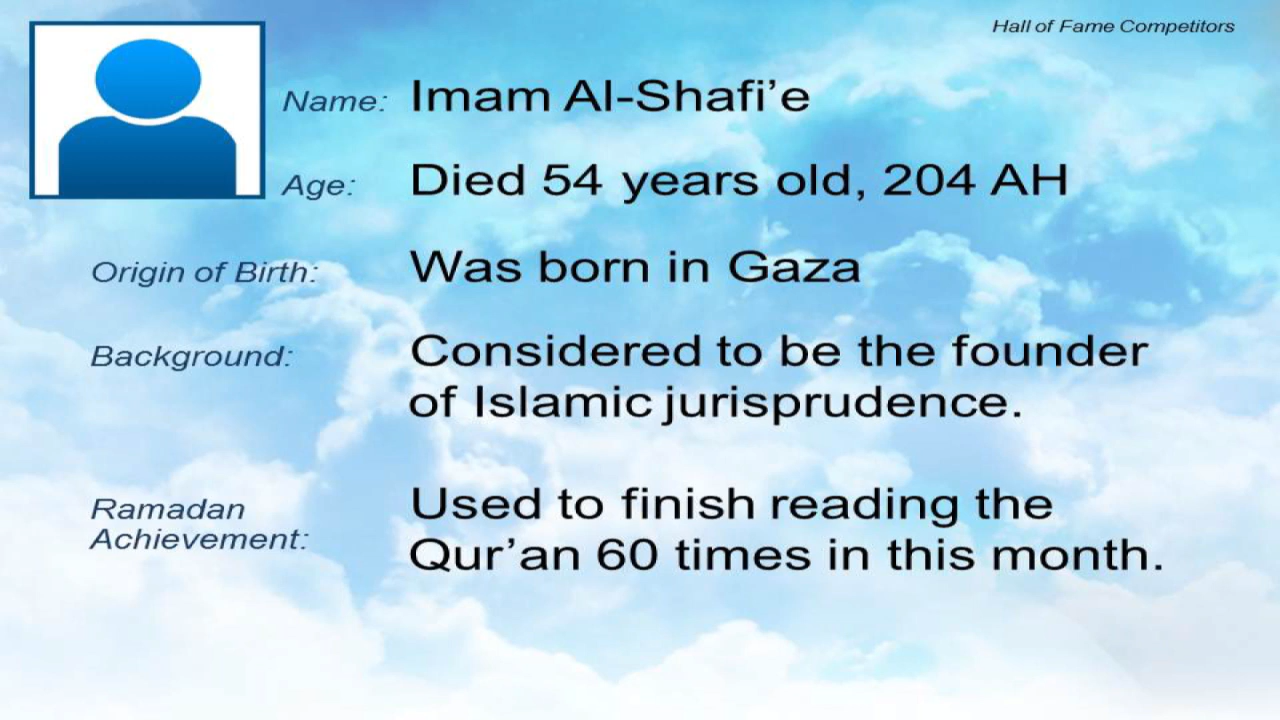 Hall of Fame Competitors
Name: Imam Al-Shafi’e
Age: Died 54 years old, 204 AH
Origin of Birth: Was born in Gaza
Background: Considered to be the founder
of Islamic jurisprudence.
Ramadan Used to finish reading the
Achievement: Qur’an 60 times in this month.